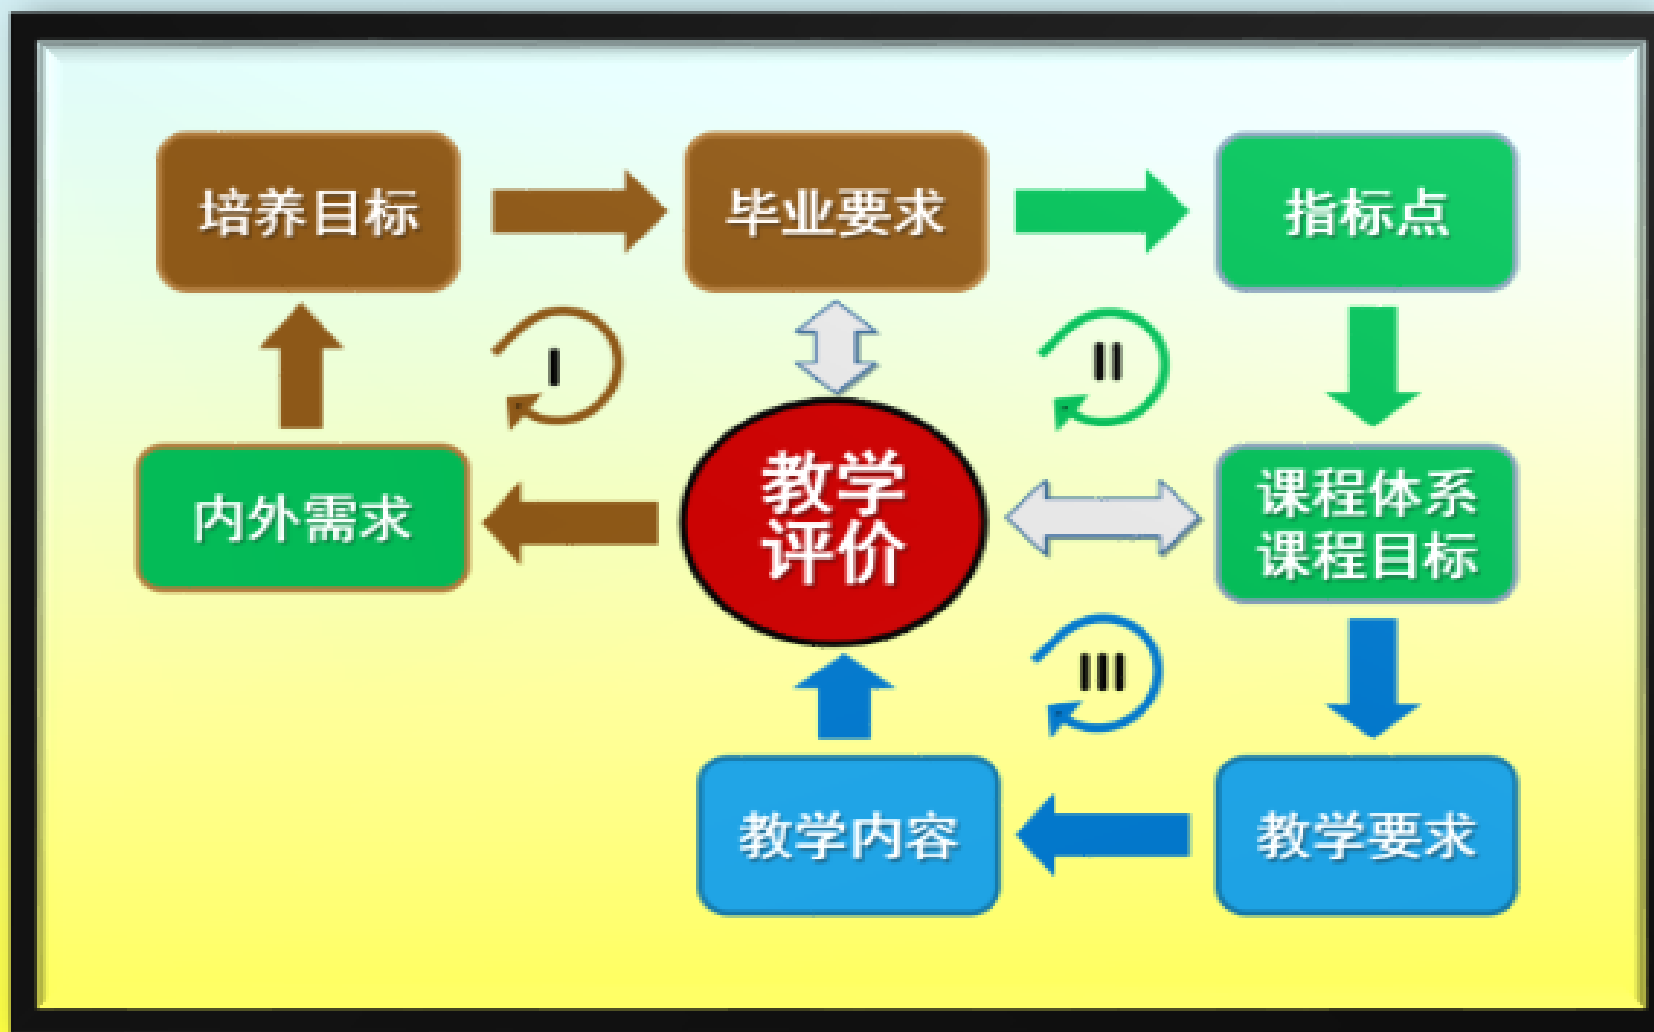 培养目标
毕业要求
指标点
I
II
教学
评价
内外需求
课程体系
课程目标
III
教学内容
教学要求